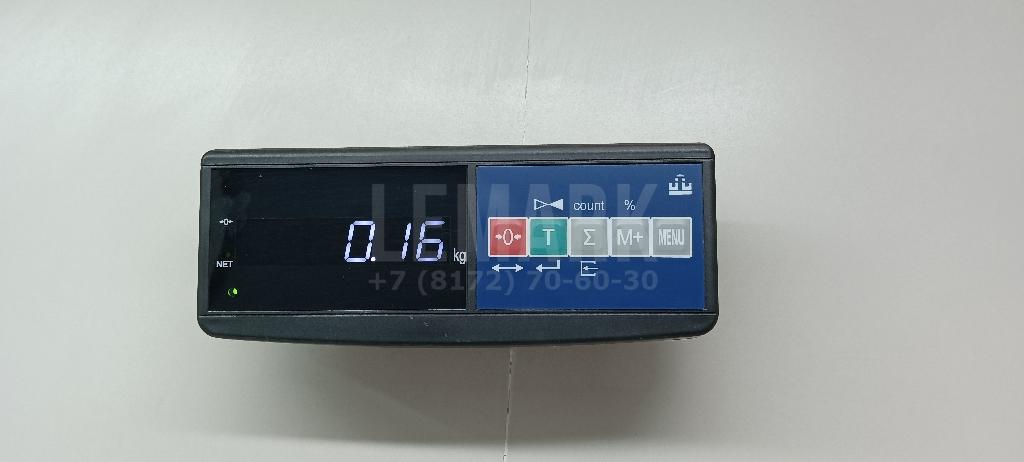 LEMARK
+7 (8172) 70-60-30
count %
→0←
NET
0.16 kg
→0← T Σ M+ MENU